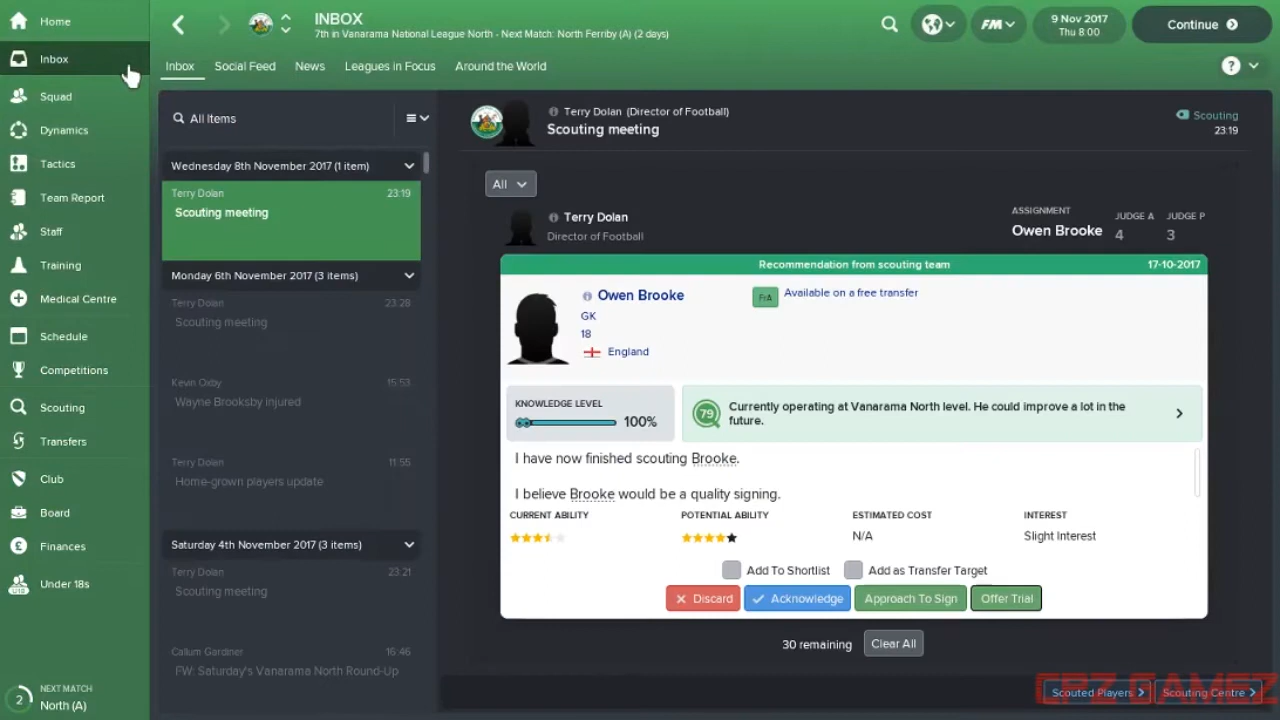 Home
Inbox
Squad
Dynamics
Tactics
Team Report
Staff
Training
Medical Centre
Schedule
Competitions
Scouting
Transfers
Club
Board
Finances
Under 18s
U18
2
NEXT MATCH
North (A)
INBOX
7th in Vanarama National League North - Next Match: North Ferriby (A) (2 days)
FM
9 Nov 2017
Thu 8:00
Continue
Inbox
Social Feed
News
Leagues in Focus
Around the World
?
All Items
Wednesday 8th November 2017 (1 item)
Terry Dolan 23:19
Scouting meeting
Monday 6th November 2017 (3 items)
Terry Dolan 23:28
Scouting meeting
Kevin Oxby 15:53
Wayne Brooksby injured
Terry Dolan 11:55
Home-grown players update
Saturday 4th November 2017 (3 items)
Terry Dolan 23:21
Scouting meeting
Callum Gardner 16:46
FW: Saturday's Vanarama North Round-Up
Terry Dolan (Director of Football)
Scouting meeting
Scouting
23:19
All
Terry Dolan
Director of Football
ASSIGNMENT
Owen Brooke
JUDGE A
4
JUDGE P
3
Recommendation from scouting team 17-10-2017
Owen Brooke
GK
18
England
FrA
Available on a free transfer
KNOWLEDGE LEVEL
100%
79
Currently operating at Vanarama North level. He could improve a lot in the
future.
I have now finished scouting Brooke.
I believe Brooke would be a quality signing.
CURRENT ABILITY
POTENTIAL ABILITY
ESTIMATED COST
N/A
INTEREST
Slight Interest
Add To Shortlist
Add as Transfer Target
Discard
Acknowledge
Approach To Sign
Offer Trial
30 remaining
Clear All
Scouted Players
Scouting Centre
CPZ GAMEZ